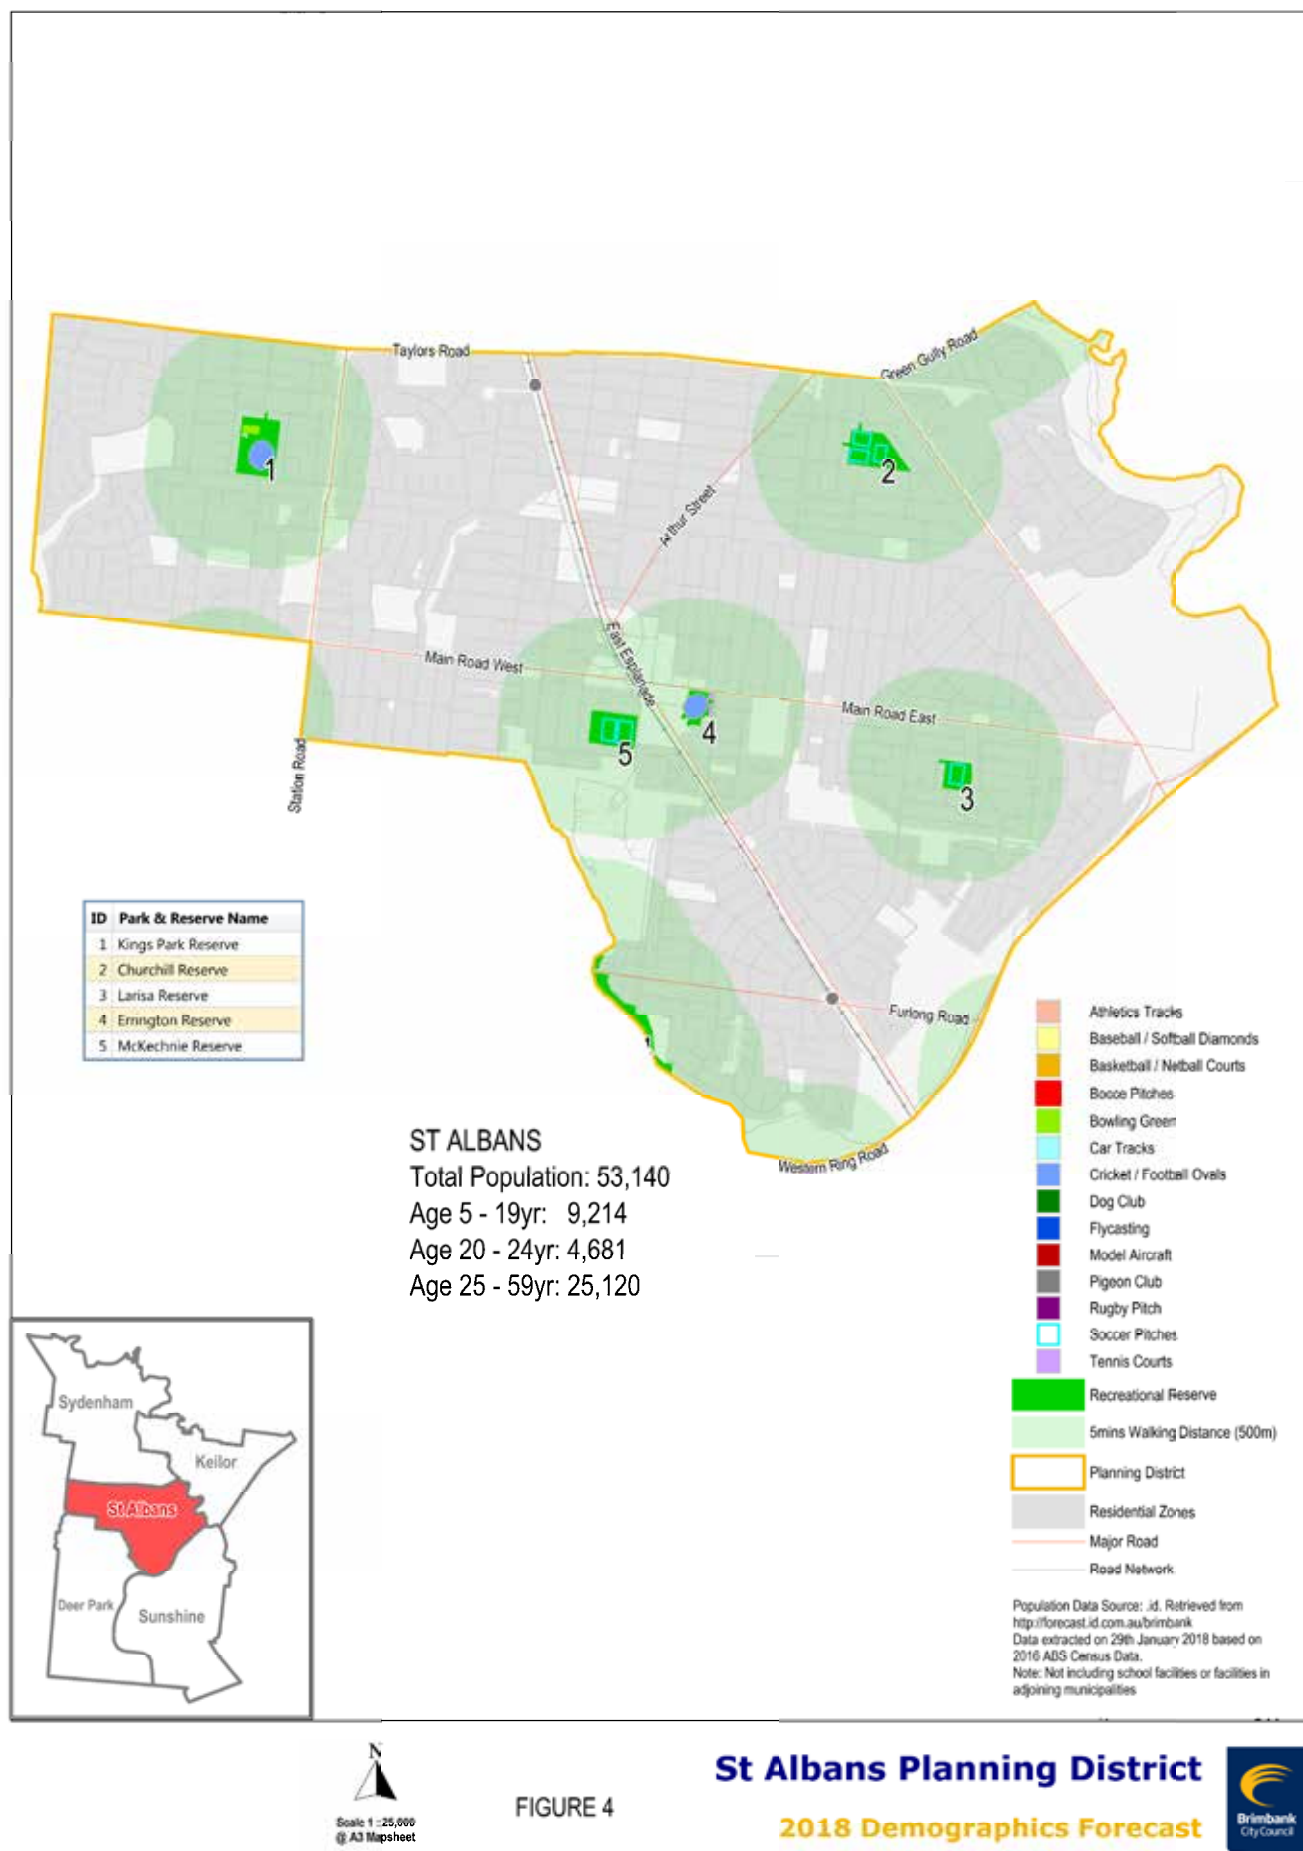 Taylors Road
Green Gully Road
Arthur Street
1
2
East Esplanade
Main Road West
Main Road East
4
5
3
Station Road
ID Park & Reserve Name
1 Kings Park Reserve
2 Churchill Reserve
3 Larisa Reserve
4 Errington Reserve
5 McKechnie Reserve
Furlong Road
1
Western Ring Road
ST ALBANS
Total Population: 53,140
Age 5 - 19yr: 9,214
Age 20 - 24yr: 4,681
Age 25 - 59yr: 25,120
Athletics Tracks
Baseball / Softball Diamonds
Basketball / Netball Courts
Bocce Pitches
Bowling Green
Car Tracks
Cricket / Football Ovals
Dog Club
Flycasting
Model Aircraft
Pigeon Club
Rugby Pitch
Soccer Pitches
Tennis Courts
Recreational Reserve
5mins Walking Distance (500m)
Planning District
Residential Zones
Major Road
Road Network
Population Data Source: .id. Retrieved from
http://forecast.id.com.au/brimbank
Data extracted on 29th January 2018 based on
2016 ABS Census Data.
Note: Not including school facilities or facilities in
adjoining municipalities
Sydenham
Keilor
St Albans
Deer Park
Sunshine
N
Scale 1 : 25,000
@ A3 Mapsheet
FIGURE 4
St Albans Planning District
2018 Demographics Forecast
Brimbank
City Council